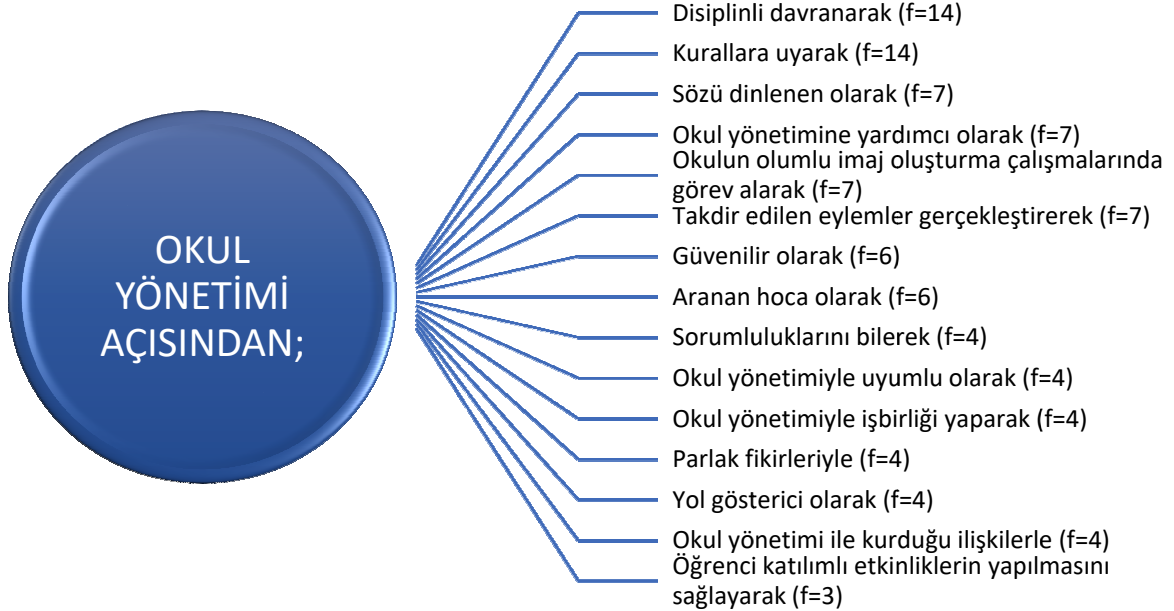 OKUL
YÖNETİMİ
AÇISINDAN;
Disiplinli davranarak (f=14)
Kurallara uyarak (f=14)
Sözü dinlenen olarak (f=7)
Okul yönetimine yardımcı olarak (f=7)
Okulun olumlu imaj oluşturma çalışmalarında
görev alarak (f=7)
Takdir edilen eylemler gerçekleştirerek (f=7)
Güvenilir olarak (f=6)
Aranan hoca olarak (f=6)
Sorumluluklarını bilerek (f=4)
Okul yönetimiyle uyumlu olarak (f=4)
Okul yönetimiyle işbirliği yaparak (f=4)
Parlak fikirleriyle (f=4)
Yol gösterici olarak (f=4)
Okul yönetimi ile kurduğu ilişkilerle (f=4)
Öğrenci katılımlı etkinliklerin yapılmasını
sağlayarak (f=3)